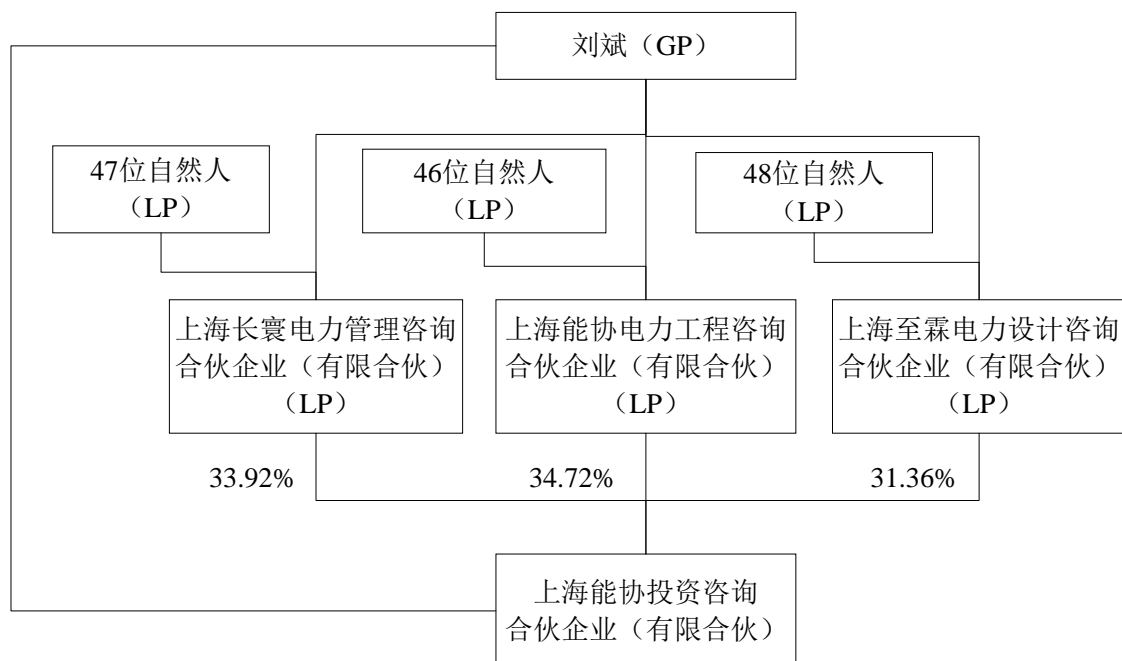 刘斌（GP）
47位自然人
（LP）
46位自然人
（LP）
48位自然人
（LP）
上海长寰电力管理咨询
合伙企业（有限合伙）
（LP）
上海能协电力工程咨询
合伙企业（有限合伙）
（LP）
上海至霖电力设计咨询
合伙企业（有限合伙）
（LP）
33.92%
34.72%
31.36%
上海能协投资咨询
合伙企业（有限合伙）